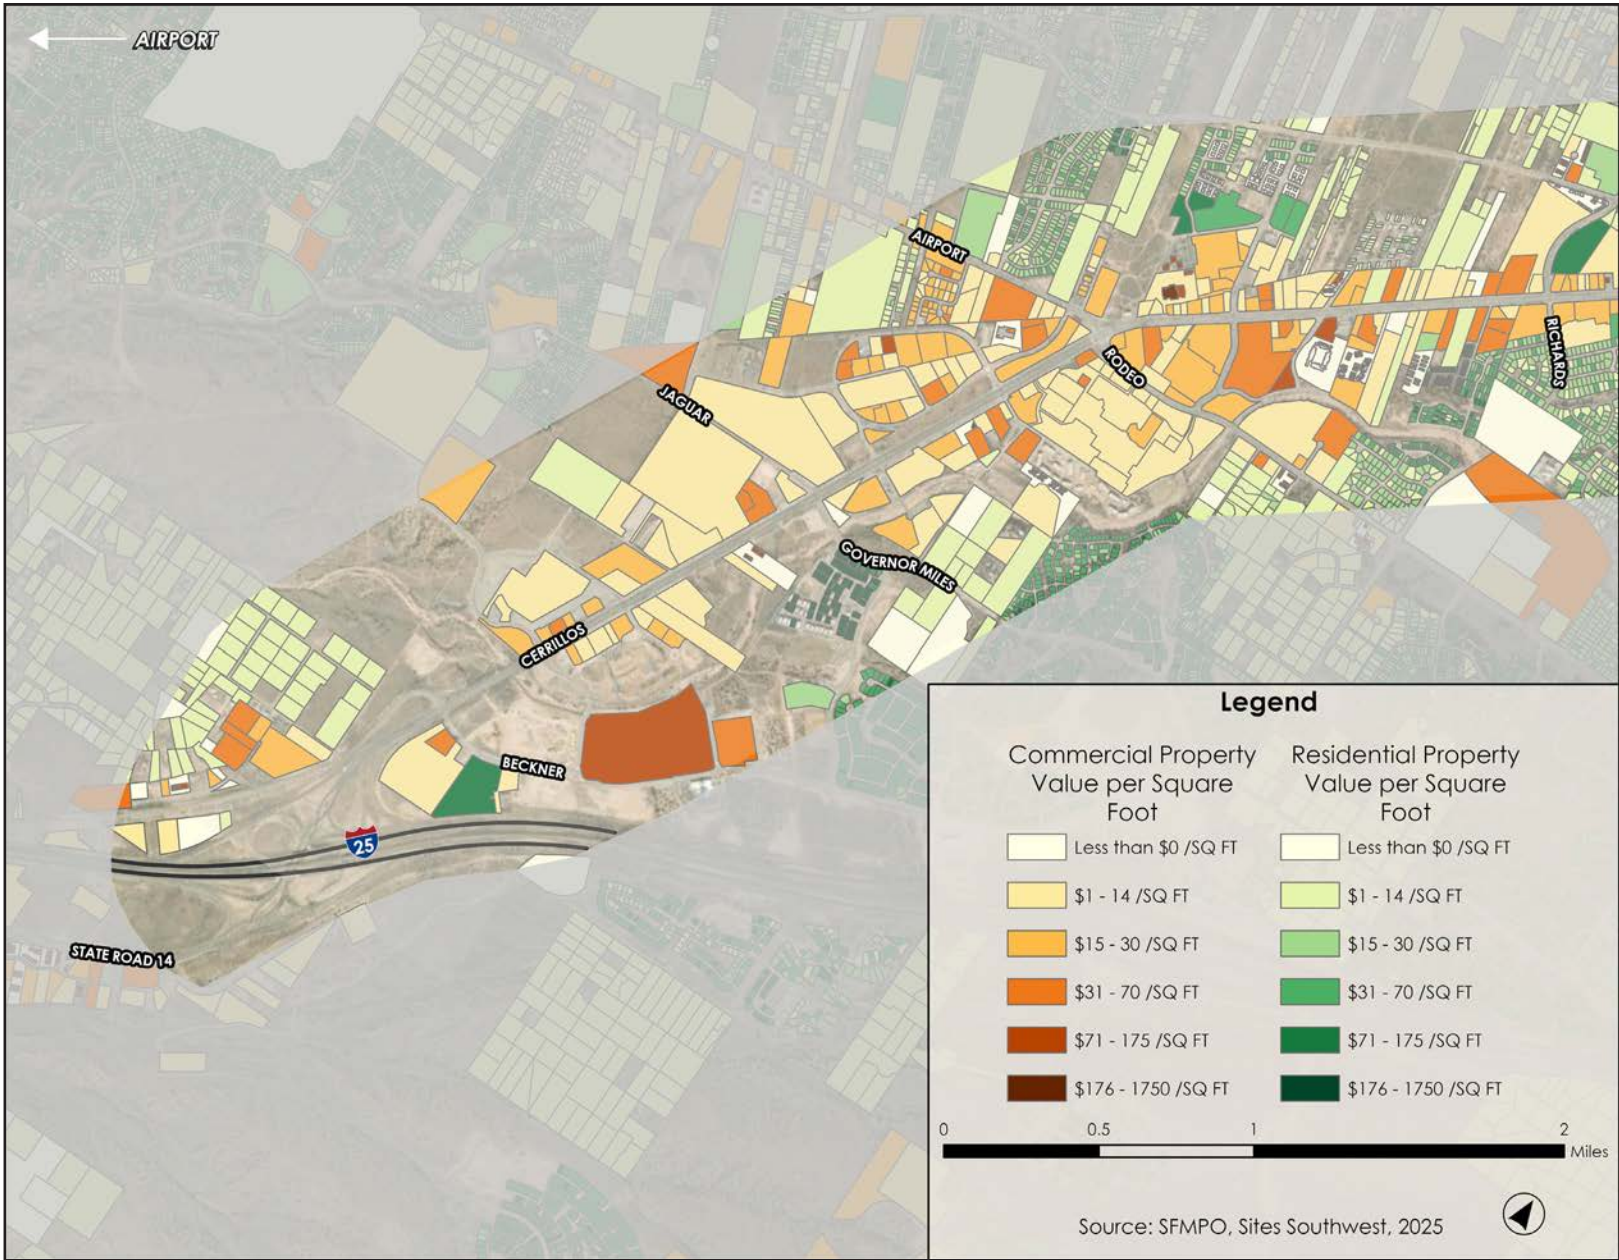 AIRPORT
AIRPORT
RODEO
RICHARDS
JAGUAR
GOVERNOR MILES
CERRILLOS
BECKNER
25
STATE ROAD 14
Legend
Commercial Property
Value per Square
Foot
Less than $0 /SQ FT
$1 - 14 /SQ FT
$15 - 30 /SQ FT
$31 - 70 /SQ FT
$71 - 175 /SQ FT
$176 - 1750 /SQ FT
Residential Property
Value per Square
Foot
Less than $0 /SQ FT
$1 - 14 /SQ FT
$15 - 30 /SQ FT
$31 - 70 /SQ FT
$71 - 175 /SQ FT
$176 - 1750 /SQ FT
0 0.5 1 2
Miles
Source: SFMPO, Sites Southwest, 2025